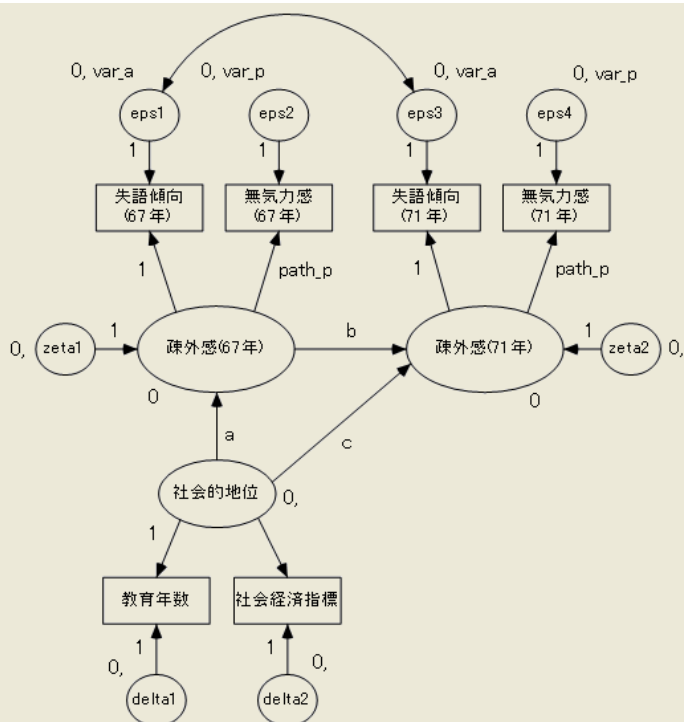 0, var_a
0, var_p
0, var_a
0, var_p
eps1
eps2
eps3
eps4
1
1
1
1
失語傾向
(67年)
無気力感
(67年)
失語傾向
(71年)
無気力感
(71年)
1
path_p
1
path_p
0,
zeta1
1
疎外感(67年)
b
疎外感(71年)
1
zeta2
0,
0
0
a
c
社会的地位
0,
1
教育年数
社会経済指標
1
1
0,
0,
delta1
delta2